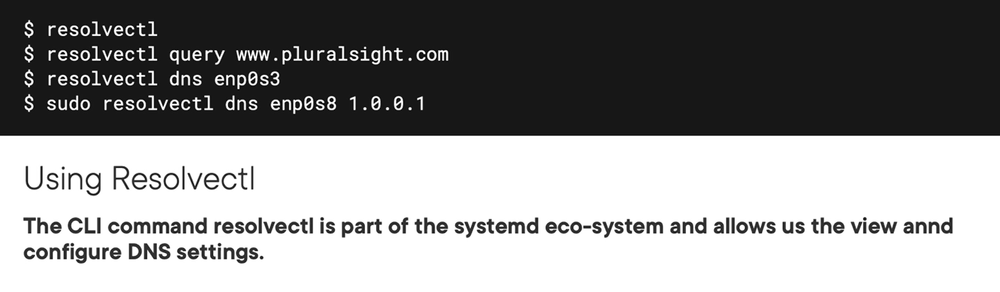 $ resolvectl
$ resolvectl query www.pluralsight.com
$ resolvectl dns enp0s3
$ sudo resolvectl dns enp0s8 1.0.0.1
Using Resolvectl
The CLI command resolvectl is part of the systemd eco-system and allows us the view annd
configure DNS settings.